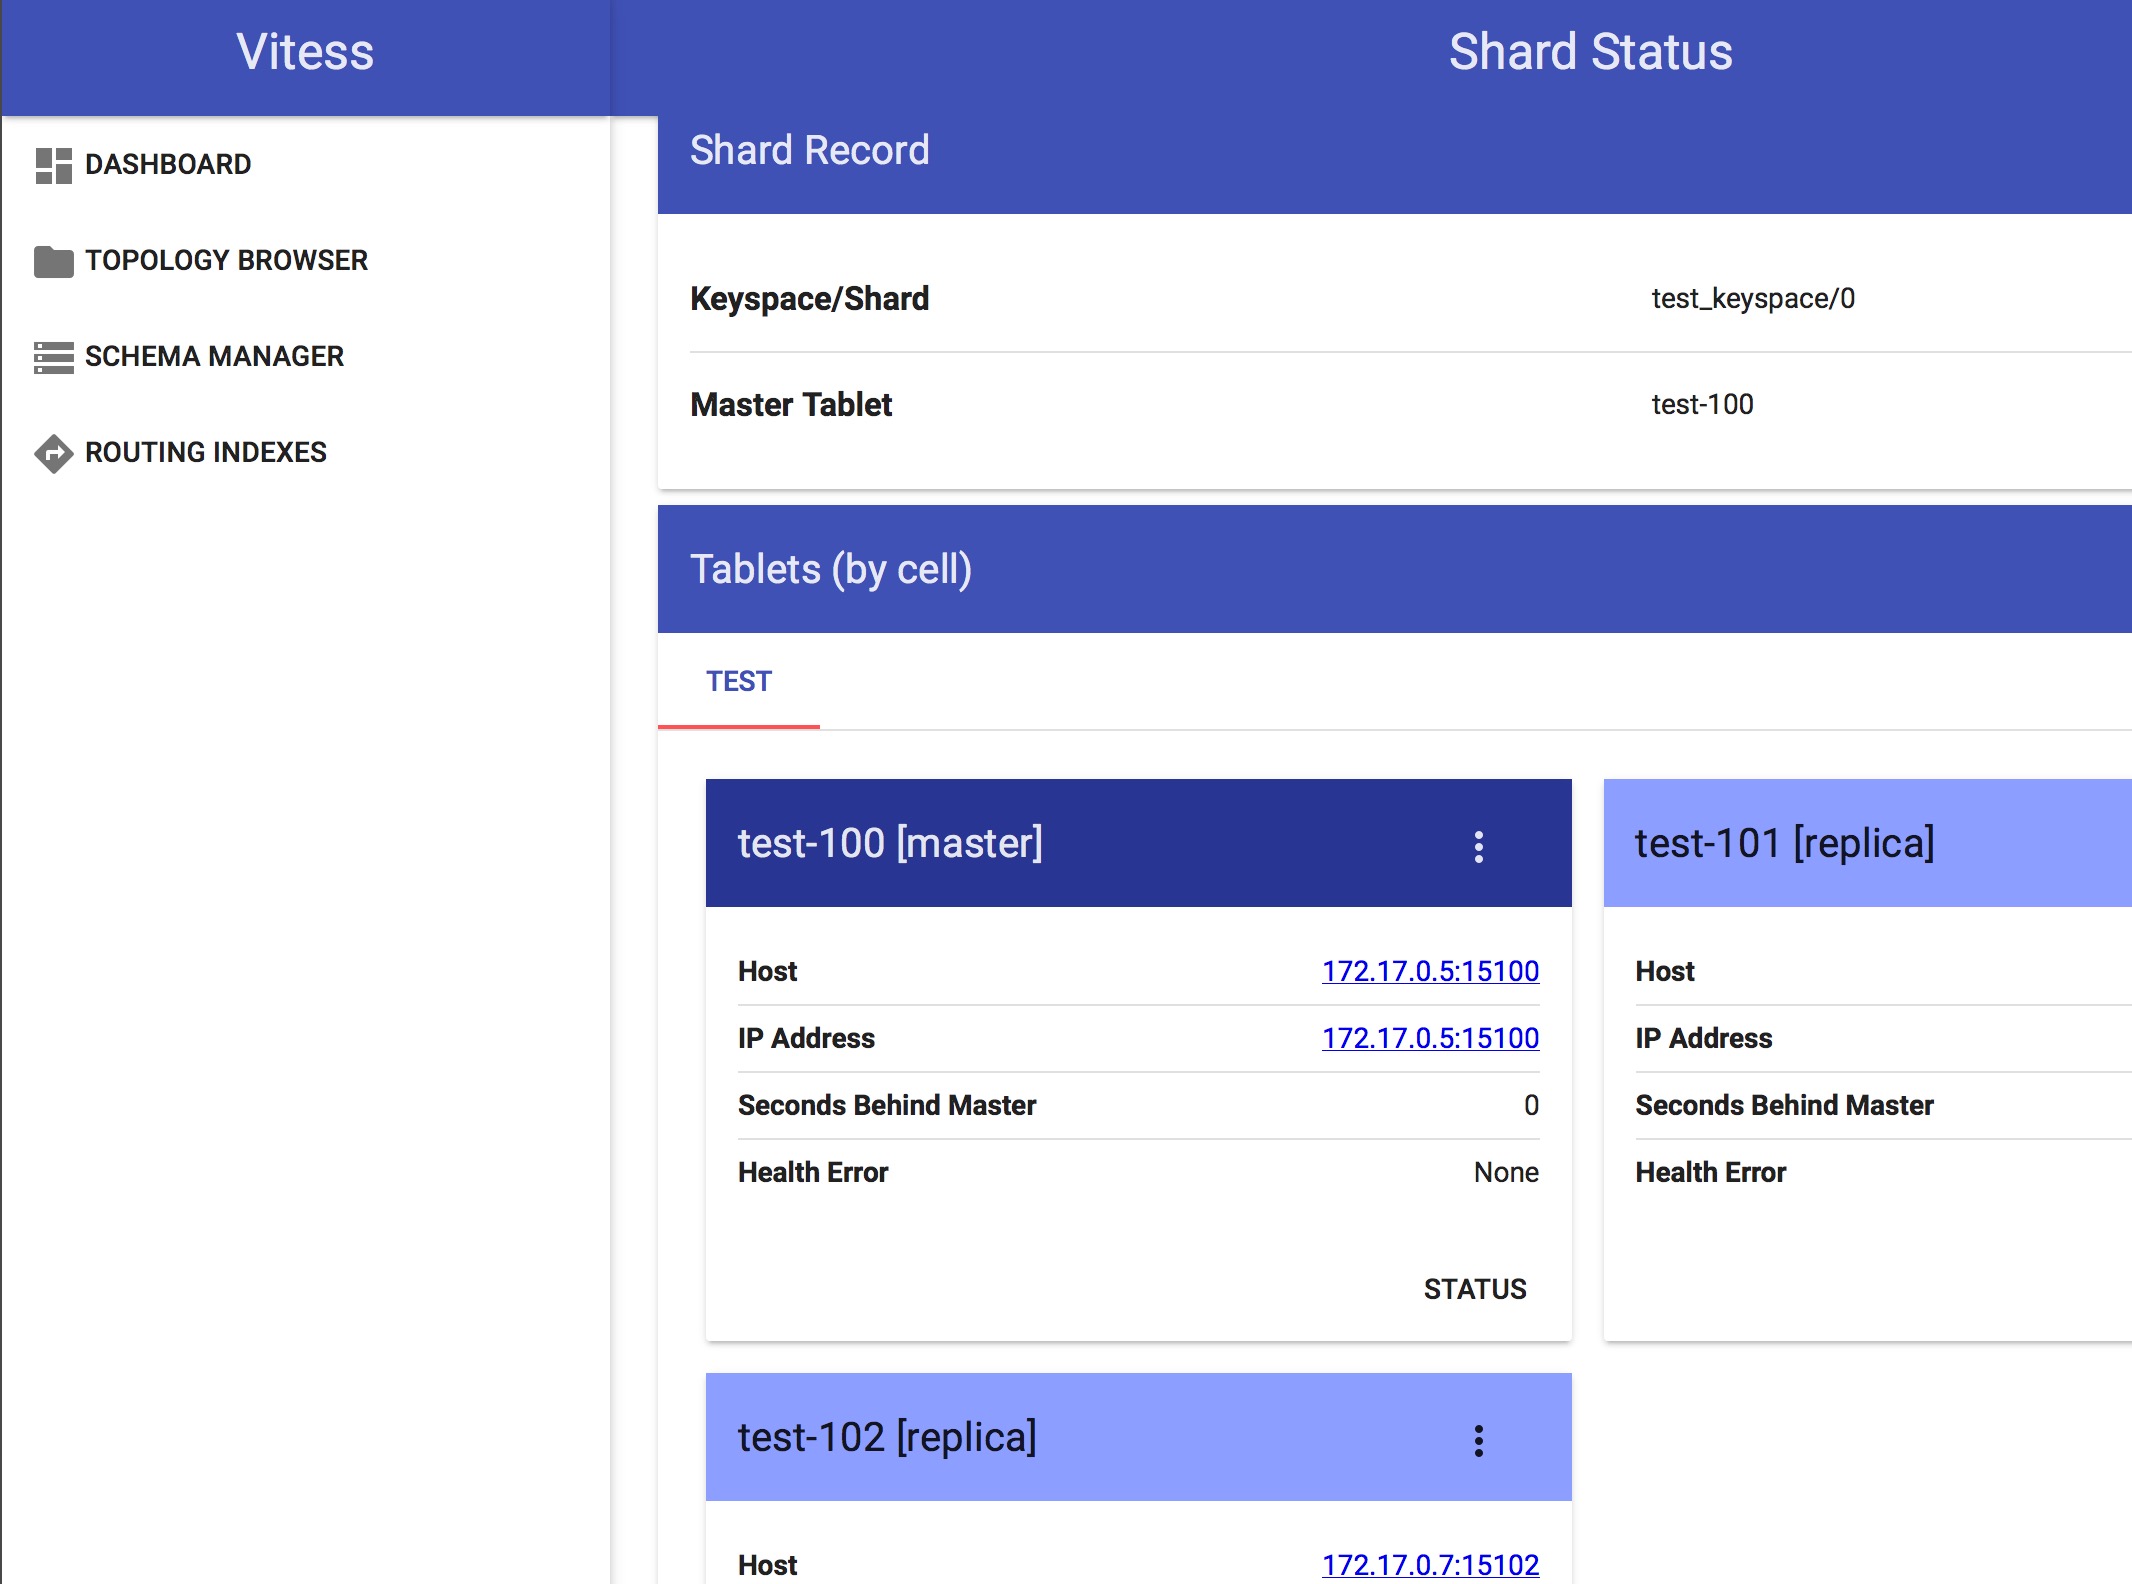 Vitess
Shard Status
DASHBOARD
TOPOLOGY BROWSER
SCHEMA MANAGER
ROUTING INDEXES
Shard Record
Keyspace/Shard test_keyspace/0
Master Tablet test-100
Tablets (by cell)
TEST
test-100 [master]
Host 172.17.0.5:15100
IP Address 172.17.0.5:15100
Seconds Behind Master 0
Health Error None
STATUS
test-101 [replica]
Host
IP Address
Seconds Behind Master
Health Error
test-102 [replica]
Host 172.17.0.7:15102